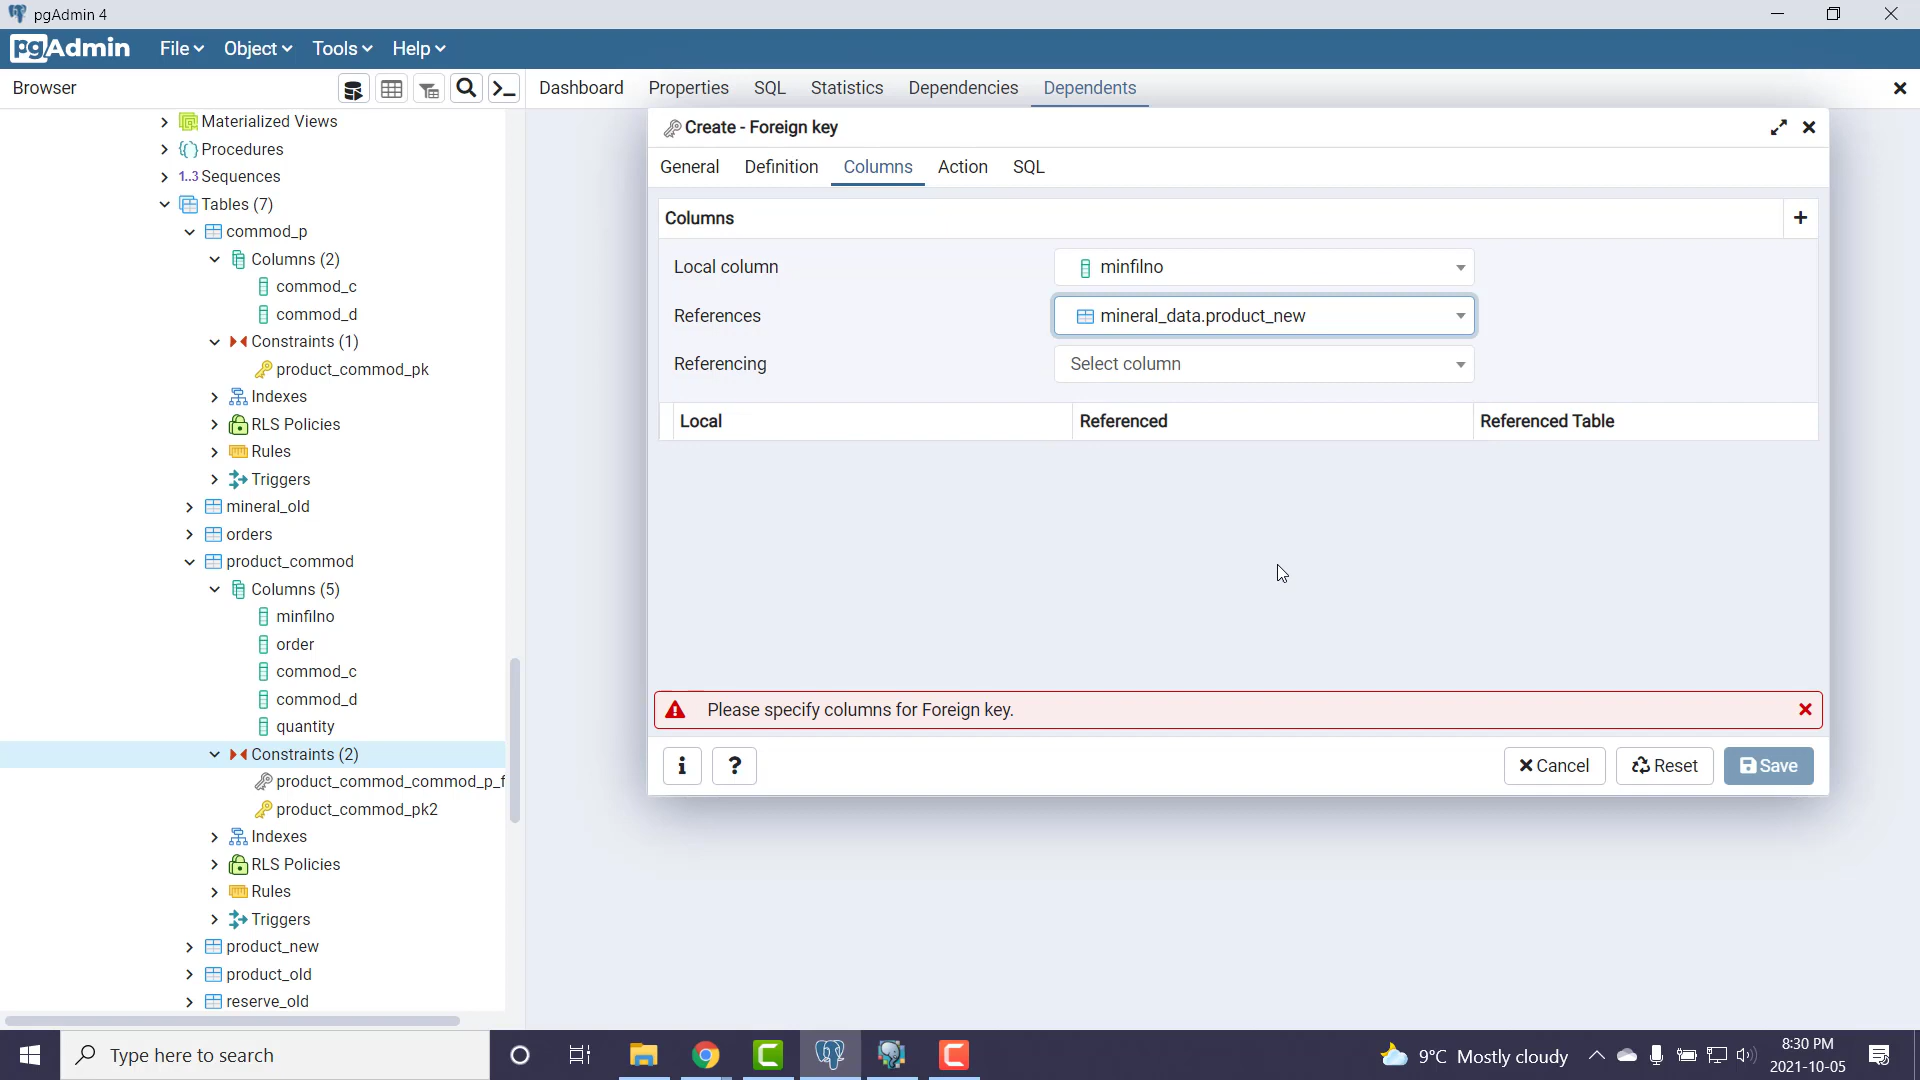 pgAdmin 4
pgAdmin
File
Object
Tools
Help
Browser
Dashboard
Properties
SQL
Statistics
Dependencies
Dependents
Materialized Views
Procedures
1..3 Sequences
Tables (7)
commod_p
Columns (2)
commod_c
commod_d
Constraints (1)
product_commod_pk
Indexes
RLS Policies
Rules
Triggers
mineral_old
orders
product_commod
Columns (5)
minfilno
order
commod_c
commod_d
quantity
Constraints (2)
product_commod_commod_p_f
product_commod_pk2
Indexes
RLS Policies
Rules
Triggers
product_new
product_old
reserve_old
Create - Foreign key
General
Definition
Columns
Action
SQL
Columns
+
Local column
minfilno
References
mineral_data.product_new
Referencing
Select column
Local
Referenced
Referenced Table
Please specify columns for Foreign key.
i
?
Cancel
Reset
Save
Type here to search
9°C Mostly cloudy
8:30 PM
2021-10-05